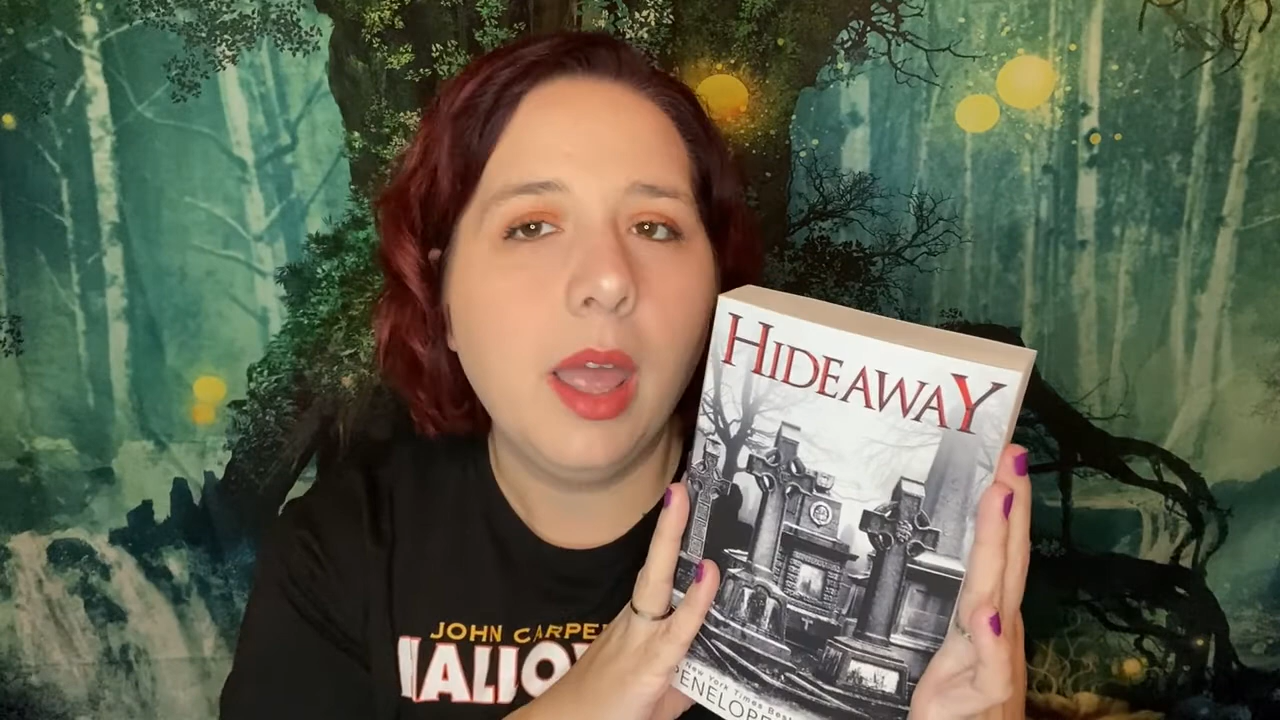 HIDEAWAY
New York Times Best
PENELOPE
JOHN CARPE
HALLO